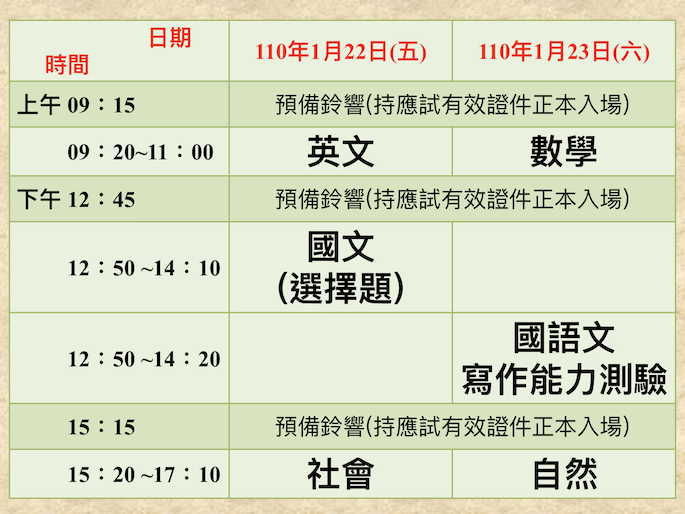 日期
時間
110年1月22日(五)
110年1月23日(六)
上午 09：15
預備鈴響(持應試有效證件正本入場)
09：20~11：00
英文
數學
下午 12：45
預備鈴響(持應試有效證件正本入場)
12：50 ~14：10
國文
(選擇題)
12：50 ~14：20
國語文
寫作能力測驗
15：15
預備鈴響(持應試有效證件正本入場)
15：20 ~17：10
社會
自然